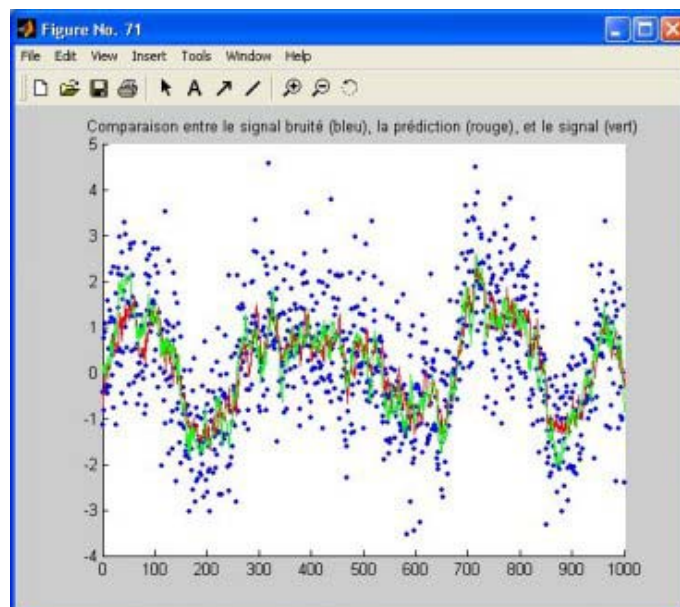 Figure No. 71
File Edit View Insert Tools Window Help
A
Comparaison entre le signal bruité (bleu), la prédiction (rouge), et le signal (vert)
5
4
3
2
1
0
-1
-2
-3
-4
0 100 200 300 400 500 600 700 800 900 1000